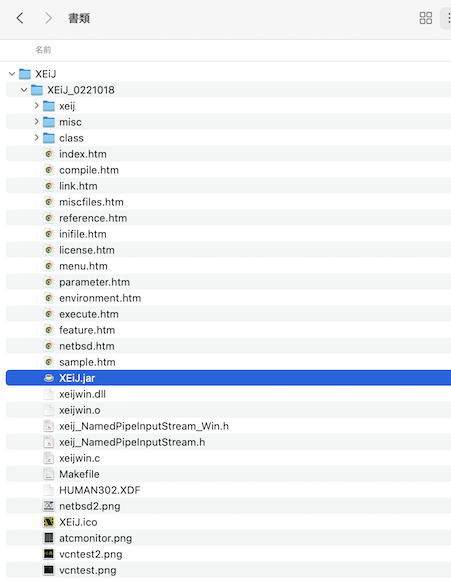 書類
名前
XEiJ
XEiJ_0221018
xeij
misc
class
index.htm
compile.htm
link.htm
miscfiles.htm
reference.htm
inifile.htm
license.htm
menu.htm
parameter.htm
environment.htm
execute.htm
feature.htm
netbsd.htm
sample.htm
XEiJ.jar
xeijwin.dll
xeijwin.o
xeij_NamedPipeInputStream_Win.h
xeij_NamedPipeInputStream.h
xeijwin.c
Makefile
HUMAN302.XDF
netbsd2.png
XEiJ.ico
atcmonitor.png
vcntest2.png
vcntest.png